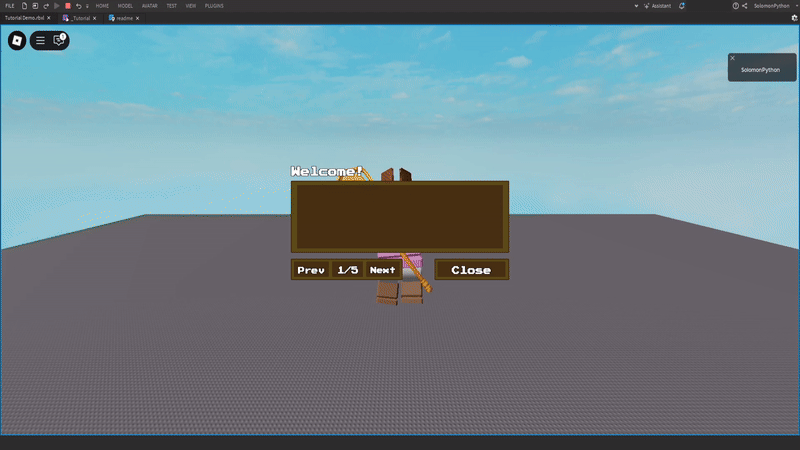 FILE HOME MODEL AVATAR TEST VIEW PLUGINS Assistant SolomonPython
Tutorial Demo.rbxl _Tutorial readme
SolomonPython
Welcome!
Prev 1/5 Next Close